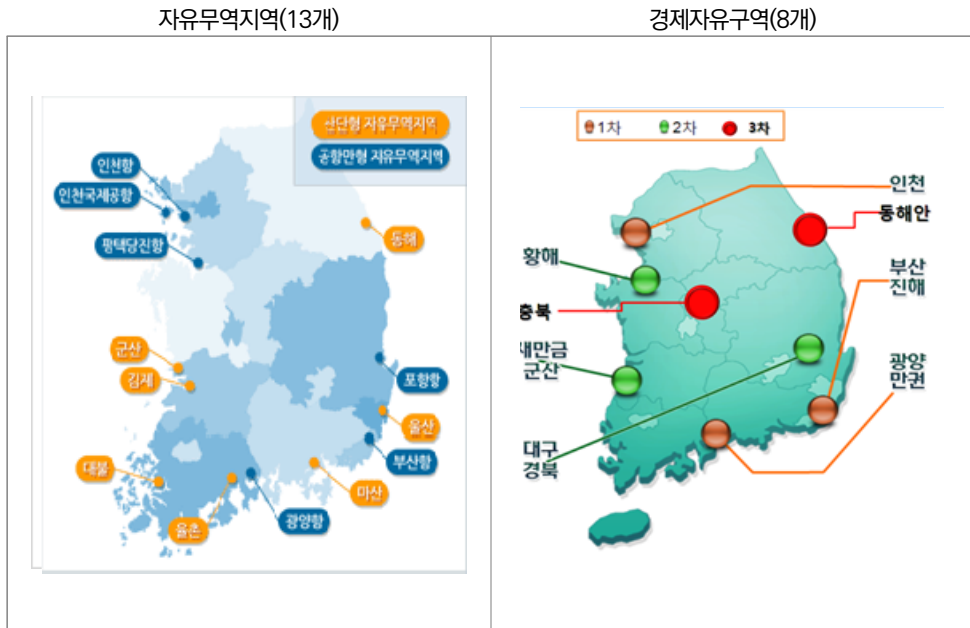 자유무역지역(13개)
경제자유구역(8개)
산단형 자유무역지역
공항만형 자유무역지역
인천항
인천국제공항
평택당진항
동해
군산
김제
포항항
울산
부산항
대불
마산
율촌
광양항
1차
2차
3차
인천
동해안
황해
부산
진해
충북
새만금
군산
광양
만권
대구
경북